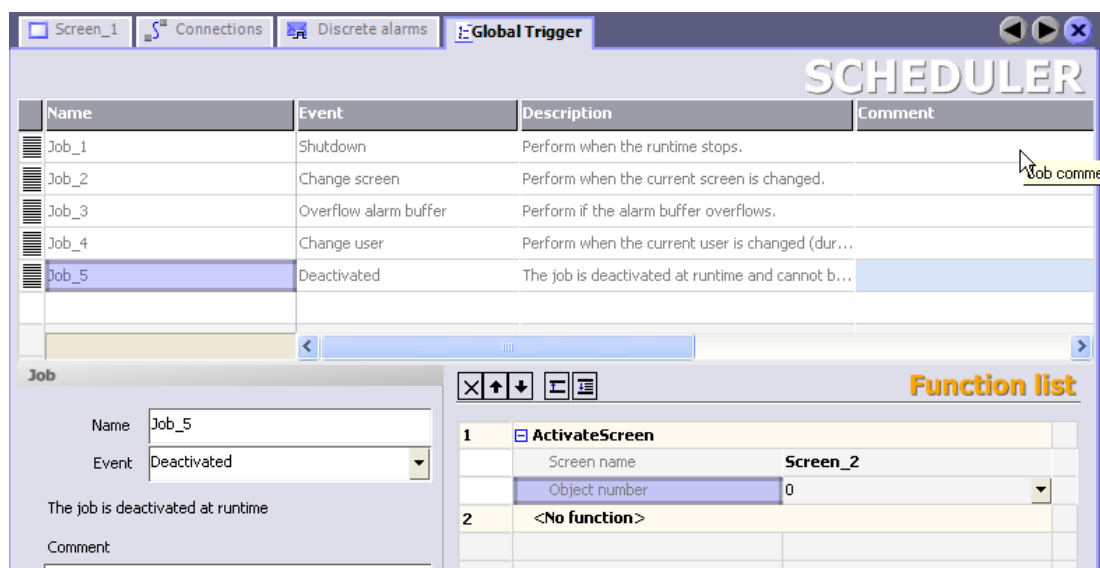 Screen_1 Connections Discrete alarms Global Trigger
SCHEDULER
Name Event Description Comment
Job_1 Shutdown Perform when the runtime stops.
Job_2 Change screen Perform when the current screen is changed.
Job comme
Job_3 Overflow alarm buffer Perform if the alarm buffer overflows.
Job_4 Change user Perform when the current user is changed (dur...
Job_5 Deactivated The job is deactivated at runtime and cannot b...
Job
Function list
Name Job_5
Event Deactivated
The job is deactivated at runtime
Comment
1 ActivateScreen
Screen name Screen_2
Object number 0
2 <No function>